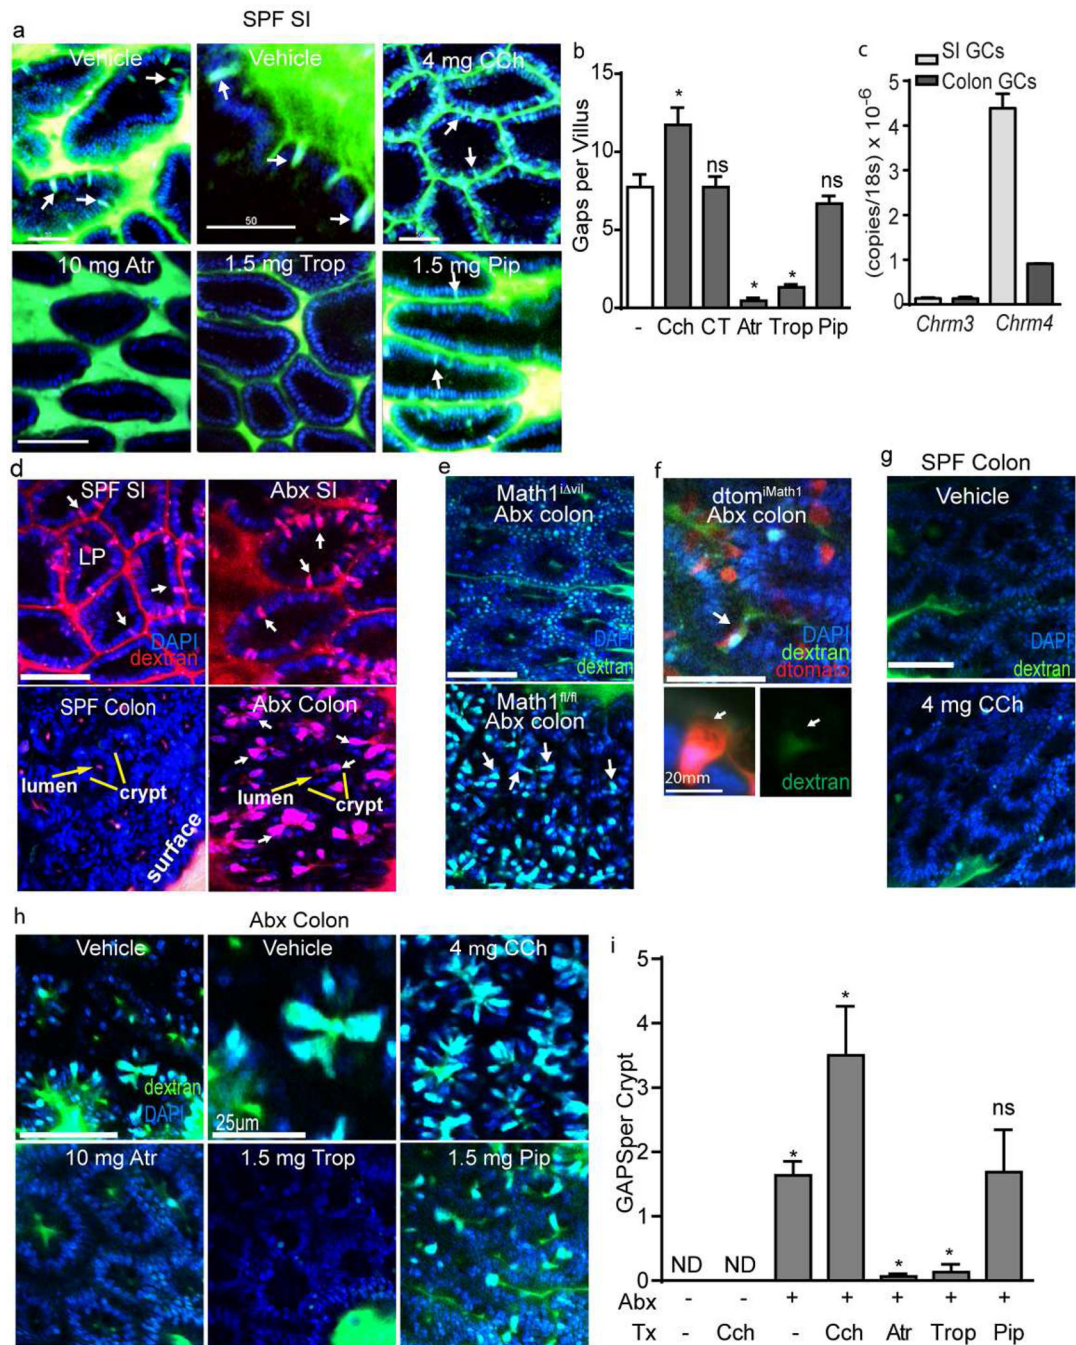 a
SPF SI
Vehicle
Vehicle
4 mg CCh
50
10 mg Atr
1.5 mg Trop
1.5 mg Pip
b
Gaps per Villus
15
10
5
0
*
ns
*
*
ns
- Cch CT Atr Trop Pip
c
SI GCs
Colon GCs
(copies/18s) x 10-6
5
4
3
2
1
0
Chrm3 Chrm4
d
SPF SI
Abx SI
LP
DAPI
dextran
SPF Colon
Abx Colon
lumen
crypt
surface
lumen
crypt
e
Math1iΔvil
Abx colon
DAPI
dextran
Math1fl/fl
Abx colon
f
dtomiMath1
Abx colon
DAPI
dextran
dtomato
20mm
dextran
g
SPF Colon
Vehicle
DAPI
dextran
4 mg CCh
h
Abx Colon
Vehicle
Vehicle
4 mg CCh
dextran
DAPI
25µm
10 mg Atr
1.5 mg Trop
1.5 mg Pip
i
GAPSper Crypt
5
4
3
2
1
0
ND ND * * * * ns
Abx - - + + + + +
Tx - Cch - Cch Atr Trop Pip